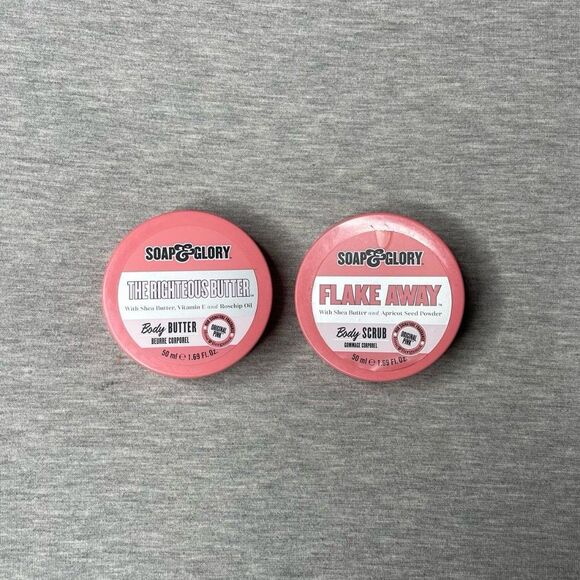 SOAP & GLORY
THE RIGHTEOUS BUTTER™
With Shea Butter, Vitamin E and Rosehip Oil
Body BUTTER
BEURRE CORPOREL
ORIGINAL
PINK
50 ml ℮ 1.69 Fl. Oz.
SOAP & GLORY
FLAKE AWAY™
With Shea Butter and Apricot Seed Powder
Body SCRUB
GOMMAGE CORPOREL
ORIGINAL
PINK
50 ml ℮ 1.69 Fl. Oz.